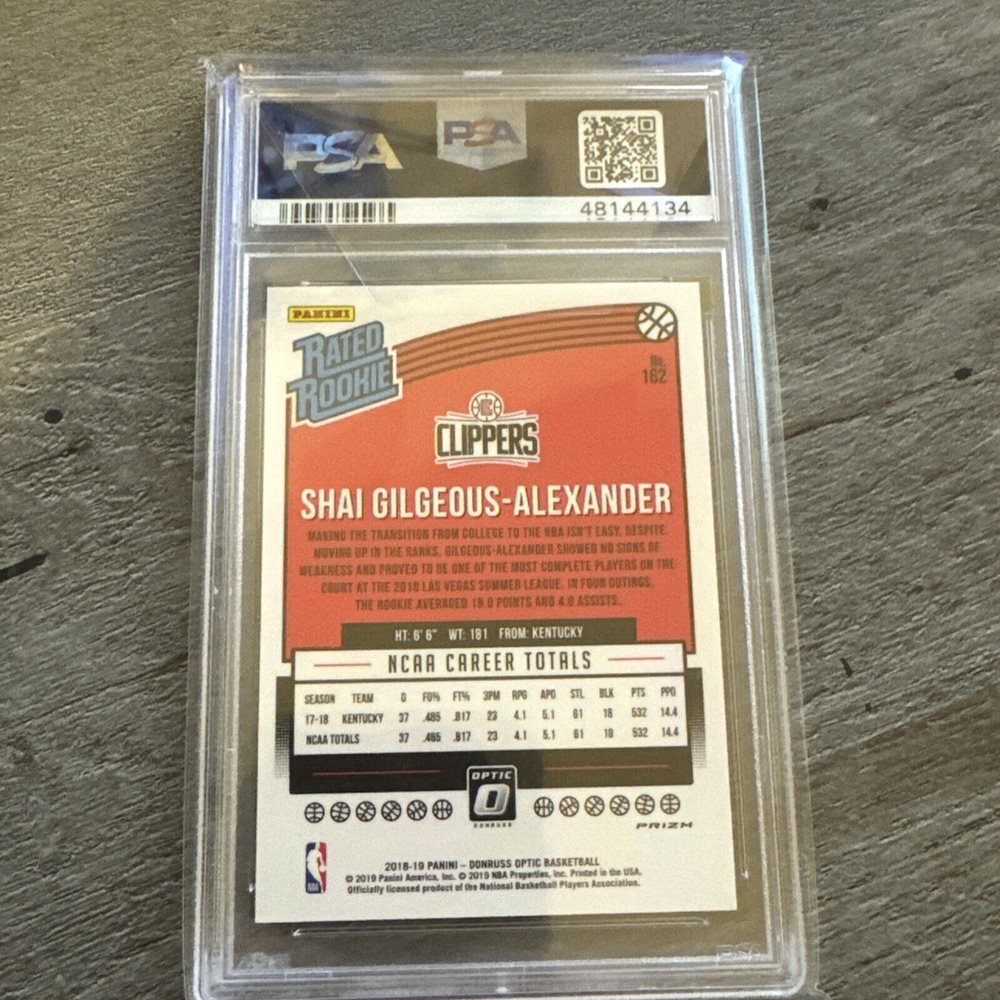 PSA
PSA
48144134
PANINI
RATED ROOKIE
No. 162
CLIPPERS
SHAI GILGEOUS-ALEXANDER
MAKING THE TRANSITION FROM COLLEGE TO THE NBA ISN'T EASY. DESPITE
MOVING UP IN THE RANKS, GILGEOUS-ALEXANDER SHOWED NO SIGNS OF
WEAKNESS AND PROVED TO BE ONE OF THE MOST COMPLETE PLAYERS ON THE
COURT AT THE 2018 LAS VEGAS SUMMER LEAGUE. IN FOUR OUTINGS,
THE ROOKIE AVERAGED 19.0 POINTS AND 4.0 ASSISTS.
HT: 6' 6" WT: 181 FROM: KENTUCKY
NCAA CAREER TOTALS
SEASON TEAM G FG% FT% 3PM RPG APG STL BLK PTS PPG
17-18 KENTUCKY 37 .485 .817 23 4.1 5.1 61 18 532 14.4
NCAA TOTALS 37 .485 .817 23 4.1 5.1 61 18 532 14.4
OPTIC
DONRUSS
PRIZM
NBA
2018-19 PANINI – DONRUSS OPTIC BASKETBALL
© 2019 Panini America, Inc. © 2019 NBA Properties, Inc. Printed in the USA.
Officially licensed product of the National Basketball Players Association.
PSA